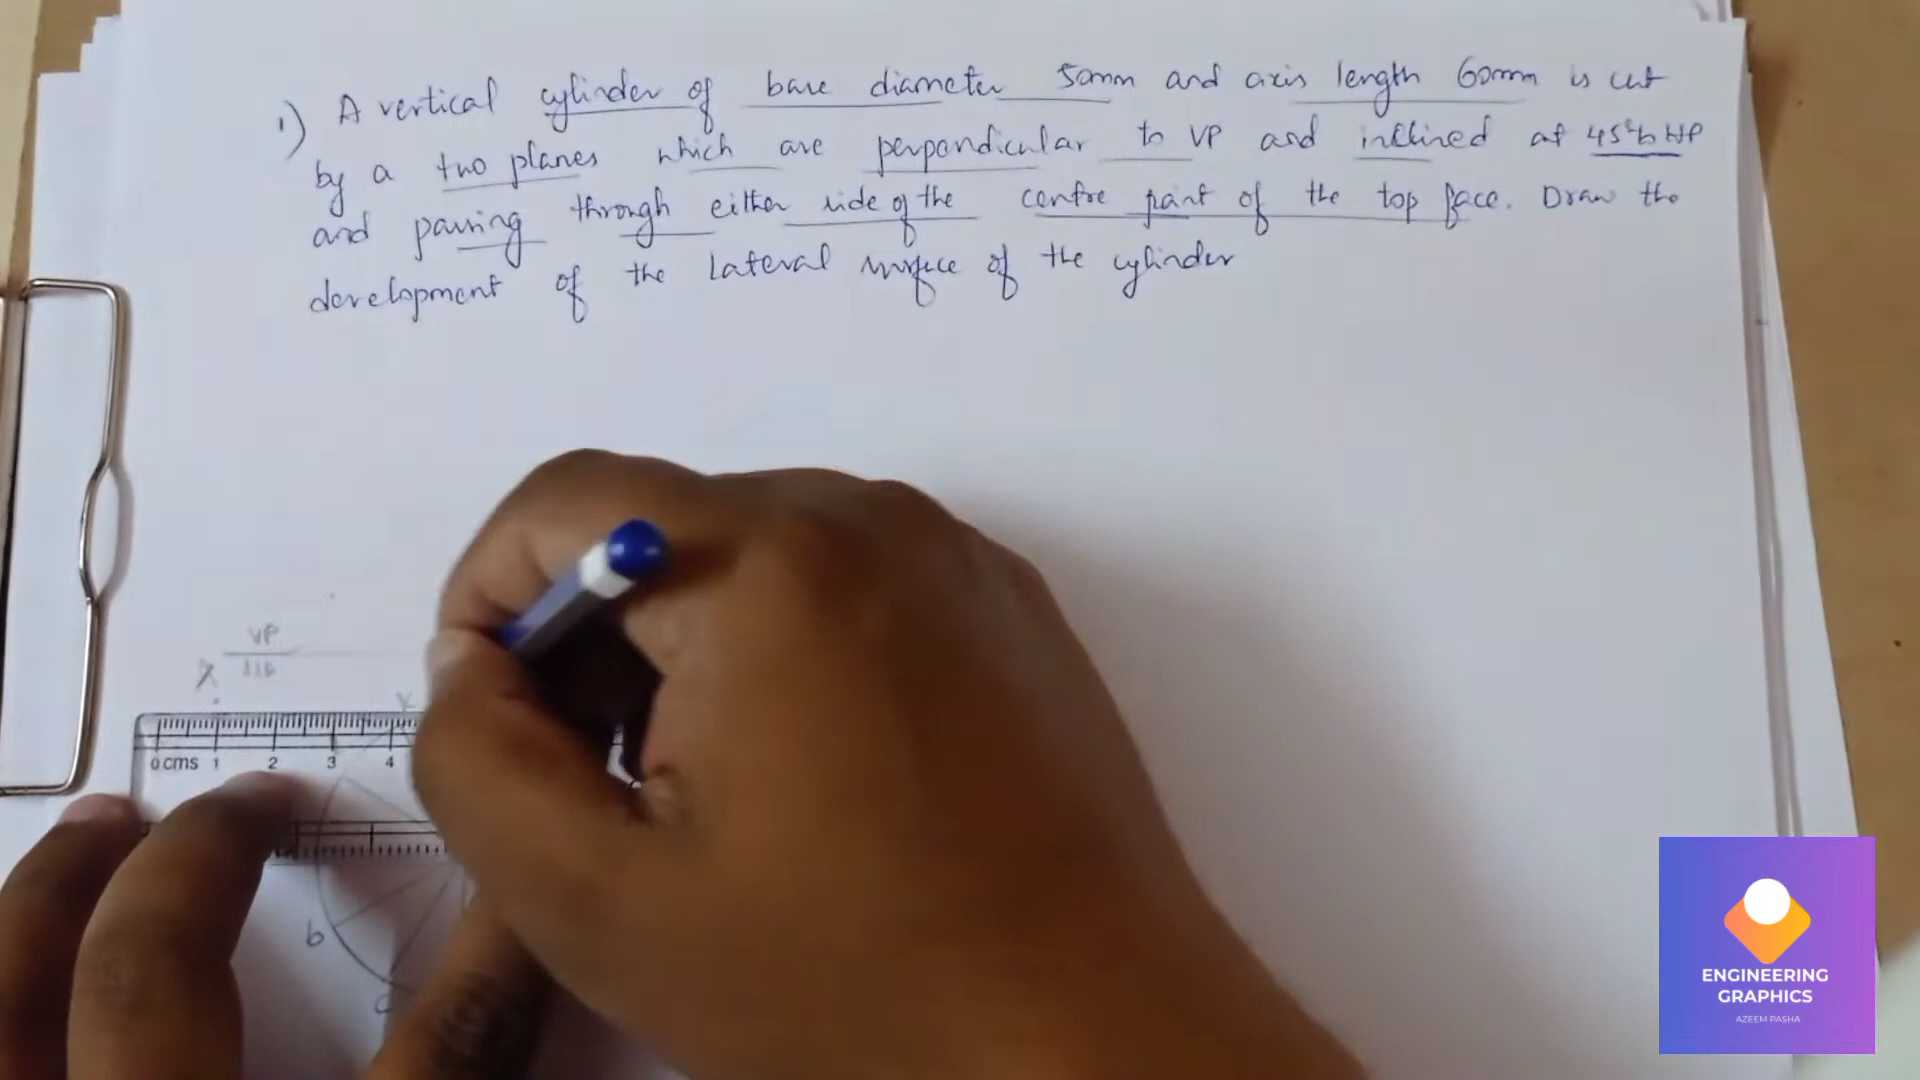 1) A vertical cylinder of base diameter 50mm and axis length 60mm is cut
by a two planes which are perpendicular to VP and inclined at 45° to HP
and passing through either side of the centre point of the top face. Draw the
development of the lateral surface of the cylinder
VP
X
k
0 cms 1 2 3 4
b
c
ENGINEERING
GRAPHICS
AZEEM PASHA